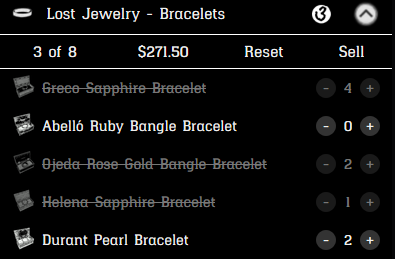 Lost Jewelry - Bracelets
3 of 8 $271.50 Reset Sell
Greco Sapphire Bracelet - 4 +
Abelló Ruby Bangle Bracelet - 0 +
Ojeda Rose Gold Bangle Bracelet - 2 +
Helena Sapphire Bracelet - 1 +
Durant Pearl Bracelet - 2 +